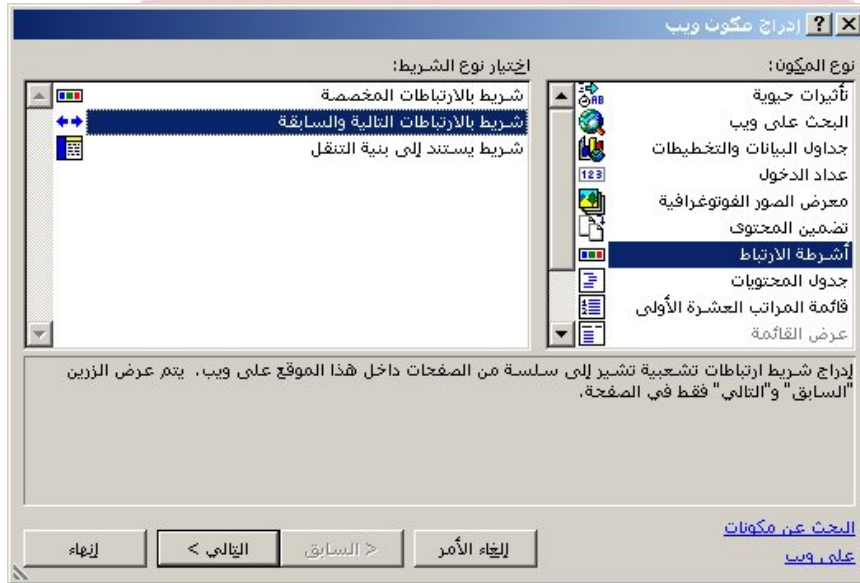 إدراج مكون ويب
نوع المكون:
تأثيرات حيوية
البحث على ويب
جداول البيانات والتخطيطات
عداد الدخول
معرض الصور الفوتوغرافية
تضمين المحتوى
أشرطة الارتباط
جدول المحتويات
قائمة المراتب العشرة الأولى
عرض القائمة
اختيار نوع الشريط:
شريط بالارتباطات المخصصة
شريط بالارتباطات التالية والسابقة
شريط يستند إلى بنية التنقل
إدراج شريط ارتباطات تشعبية تشير إلى سلسة من الصفحات داخل هذا الموقع على ويب. يتم عرض الزرين
"السابق" و"التالي" فقط في الصفحة.
البحث عن مكونات
على ويب
إلغاء الأمر
< السابق
التالي >
إنهاء